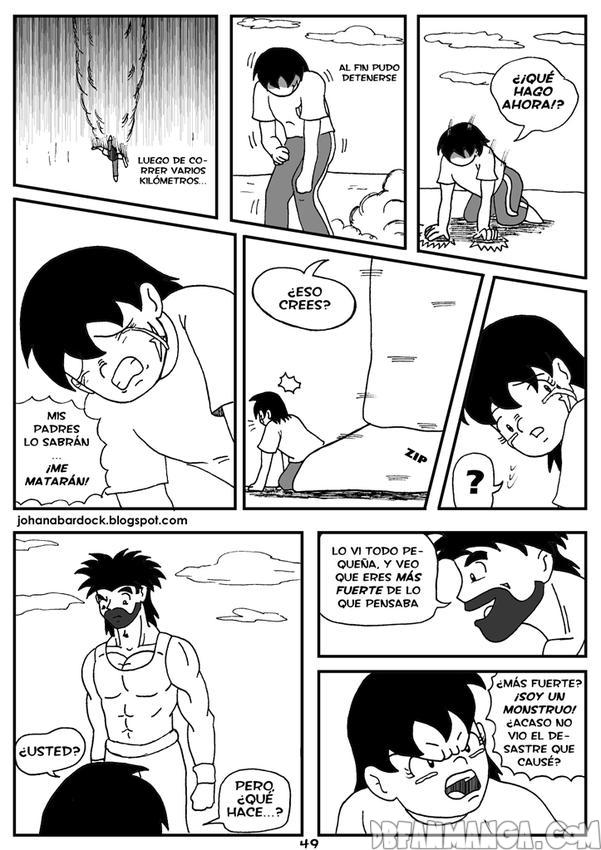 LUEGO DE CO-
RRER VARIOS
KILÓMETROS...
AL FIN PUDO
DETENERSE
¿¡QUÉ
HAGO
AHORA!?
MIS
PADRES
LO SABRÁN
...
¡ME
MATARÁN!
¿ESO
CREES?
ZIP
?
johanabardock.blogspot.com
¿USTED?
PERO,
¿QUÉ
HACE...?
LO VI TODO PE-
QUEÑA, Y VEO
QUE ERES MÁS
FUERTE DE LO
QUE PENSABA
¿MÁS FUERTE?
¡SOY UN
MONSTRUO!
¿ACASO NO
VIO EL DE-
SASTRE QUE
CAUSÉ?
49
DBFANMANGA.COM